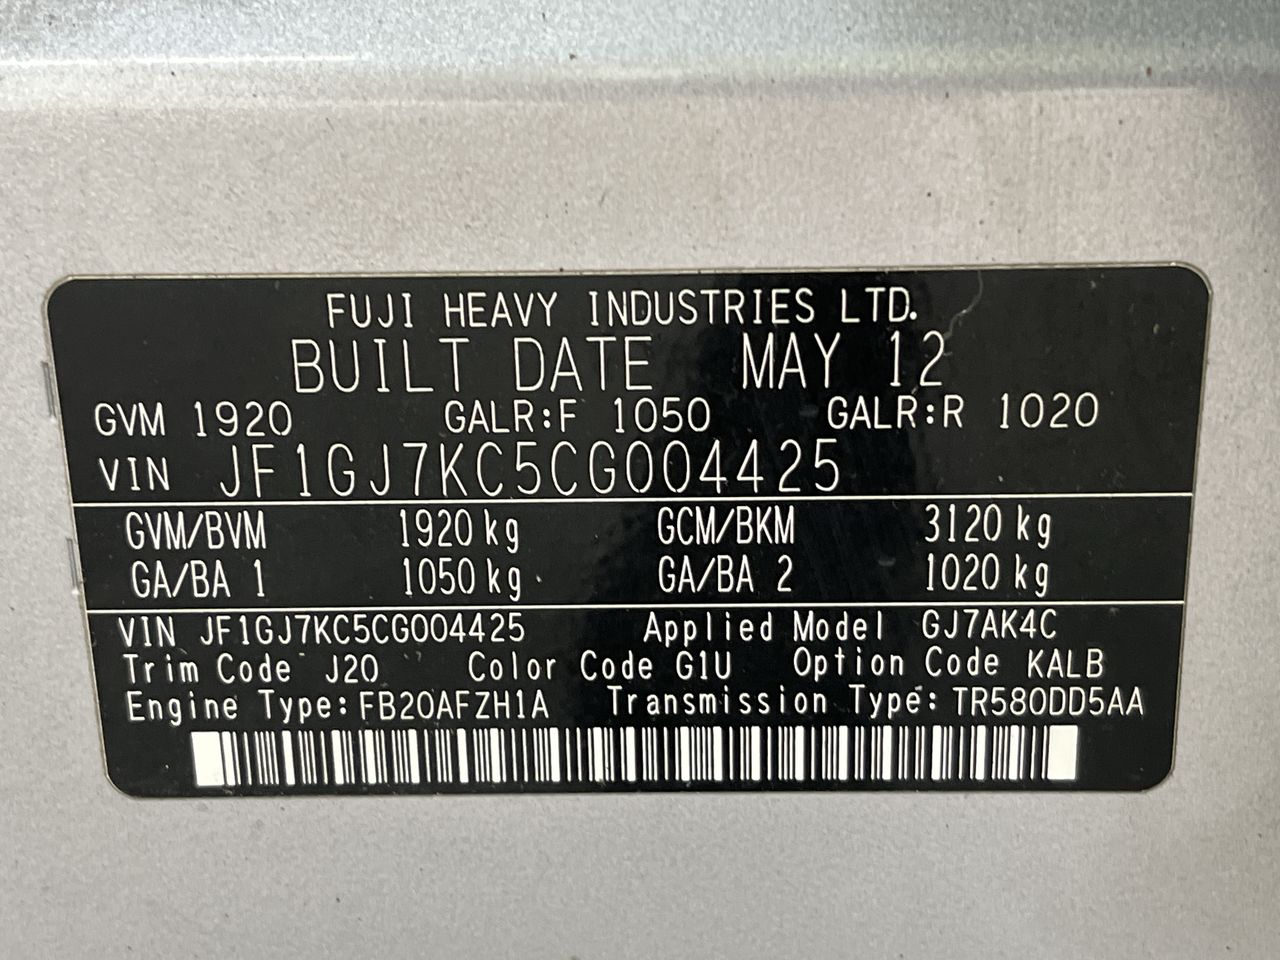 FUJI HEAVY INDUSTRIES LTD.
BUILT DATE MAY 12
GVM 1920 GALR:F 1050 GALR:R 1020
VIN JF1GJ7KC5CG004425
GVM/BVM 1920 kg GCM/BKM 3120 kg
GA/BA 1 1050 kg GA/BA 2 1020 kg
VIN JF1GJ7KC5CG004425 Applied Model GJ7AK4C
Trim Code J20 Color Code G1U Option Code KALB
Engine Type: FB20AFZH1A Transmission Type: TR580DD5AA